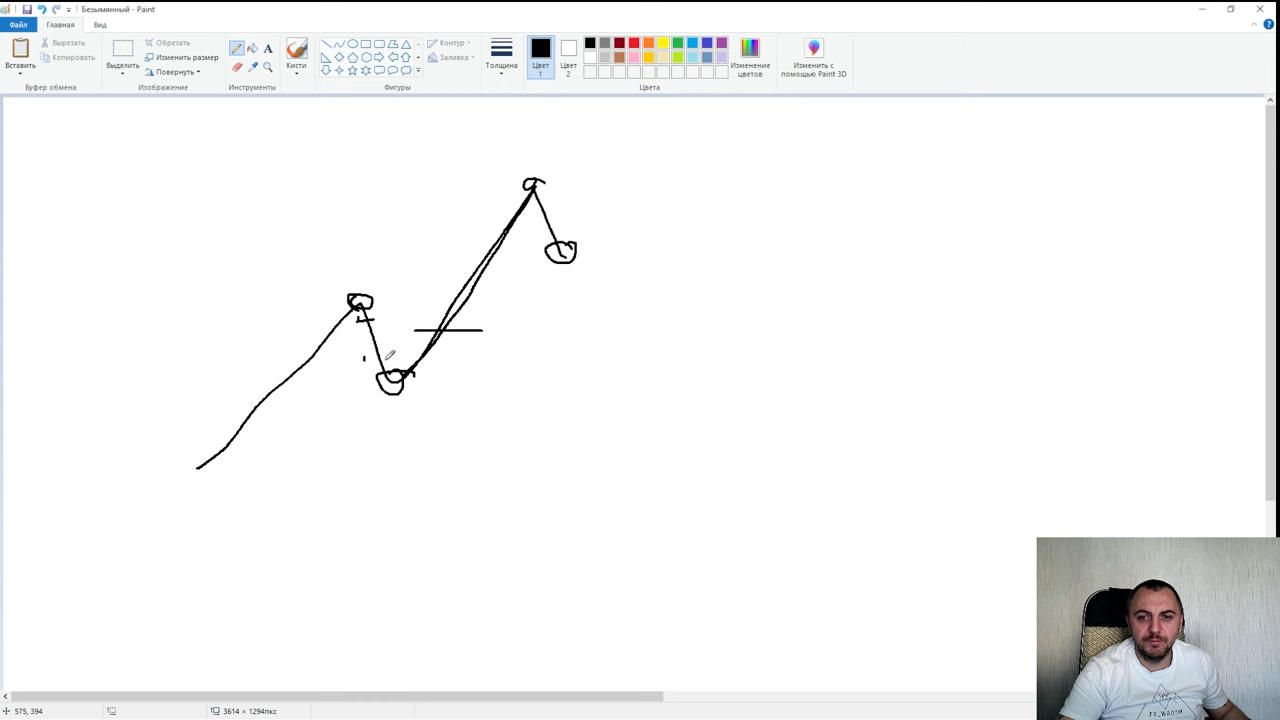 Безымянный - Paint
Файл Главная Вид
Вставить
Вырезать
Копировать
Буфер обмена
Выделить
Обрезать
Изменить размер
Повернуть
Изображение
A
Инструменты
Кисти
Контур
Заливка
Фигуры
Толщина
Цвет 1
Цвет 2
Изменение цветов
Цвета
Изменить с помощью Paint 3D
575, 394
3614 × 1294пкс